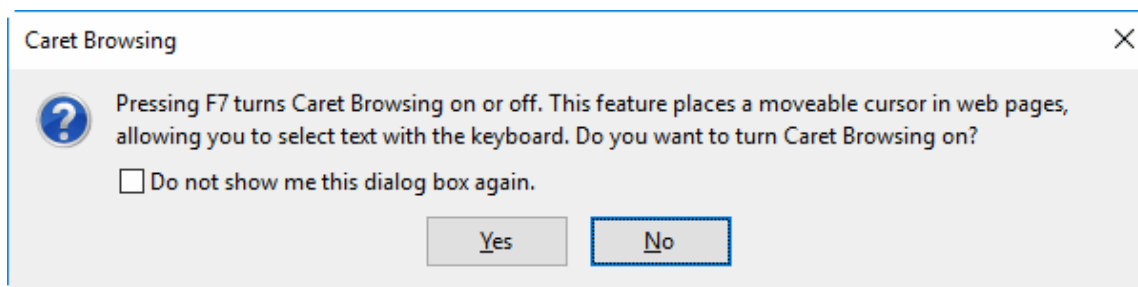 Caret Browsing
Pressing F7 turns Caret Browsing on or off. This feature places a moveable cursor in web pages,
allowing you to select text with the keyboard. Do you want to turn Caret Browsing on?
Do not show me this dialog box again.
Yes
No